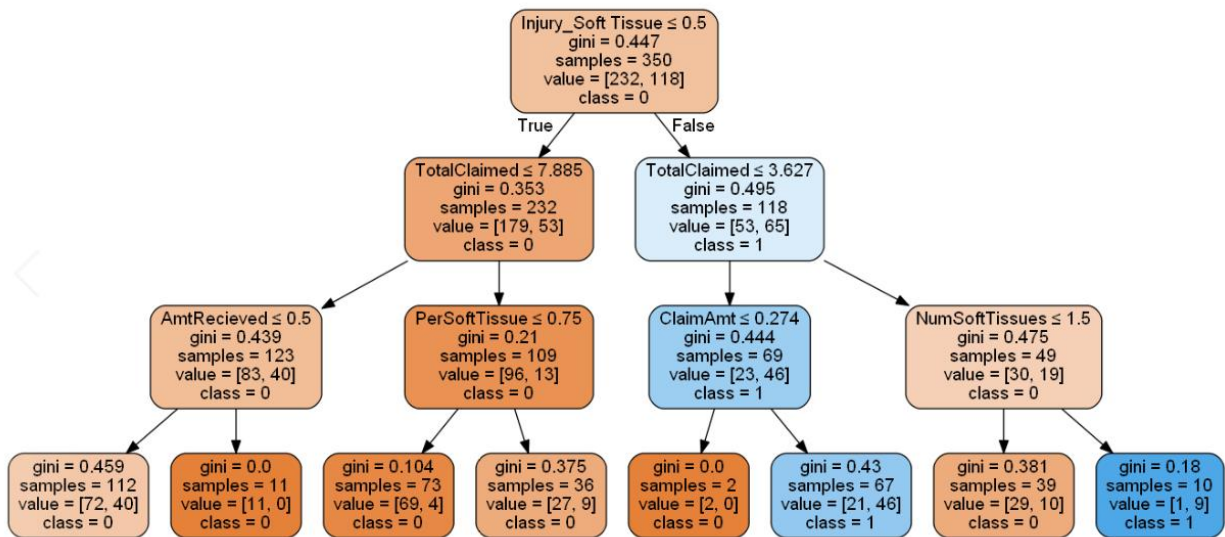 Injury_Soft Tissue ≤ 0.5
gini = 0.447
samples = 350
value = [232, 118]
class = 0
True
False
TotalClaimed ≤ 7.885
gini = 0.353
samples = 232
value = [179, 53]
class = 0
TotalClaimed ≤ 3.627
gini = 0.495
samples = 118
value = [53, 65]
class = 1
AmtRecieved ≤ 0.5
gini = 0.439
samples = 123
value = [83, 40]
class = 0
PerSoftTissue ≤ 0.75
gini = 0.21
samples = 109
value = [96, 13]
class = 0
ClaimAmt ≤ 0.274
gini = 0.444
samples = 69
value = [23, 46]
class = 1
NumSoftTissues ≤ 1.5
gini = 0.475
samples = 49
value = [30, 19]
class = 0
gini = 0.459
samples = 112
value = [72, 40]
class = 0
gini = 0.0
samples = 11
value = [11, 0]
class = 0
gini = 0.104
samples = 73
value = [69, 4]
class = 0
gini = 0.375
samples = 36
value = [27, 9]
class = 0
gini = 0.0
samples = 2
value = [2, 0]
class = 0
gini = 0.43
samples = 67
value = [21, 46]
class = 1
gini = 0.381
samples = 39
value = [29, 10]
class = 0
gini = 0.18
samples = 10
value = [1, 9]
class = 1